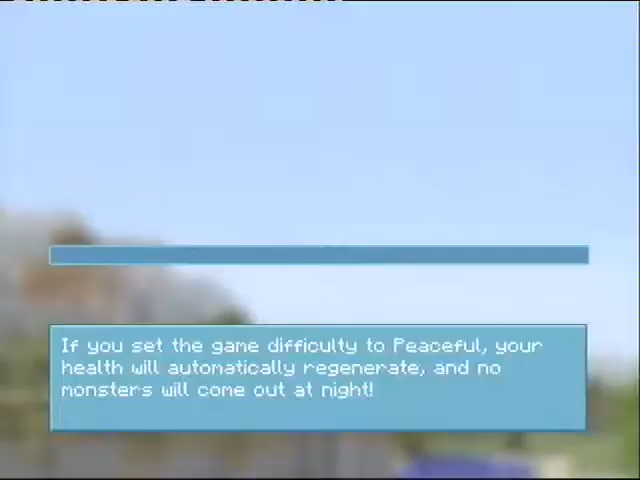 If you set the game difficulty to Peaceful, your
health will automatically regenerate, and no
monsters will come out at night!